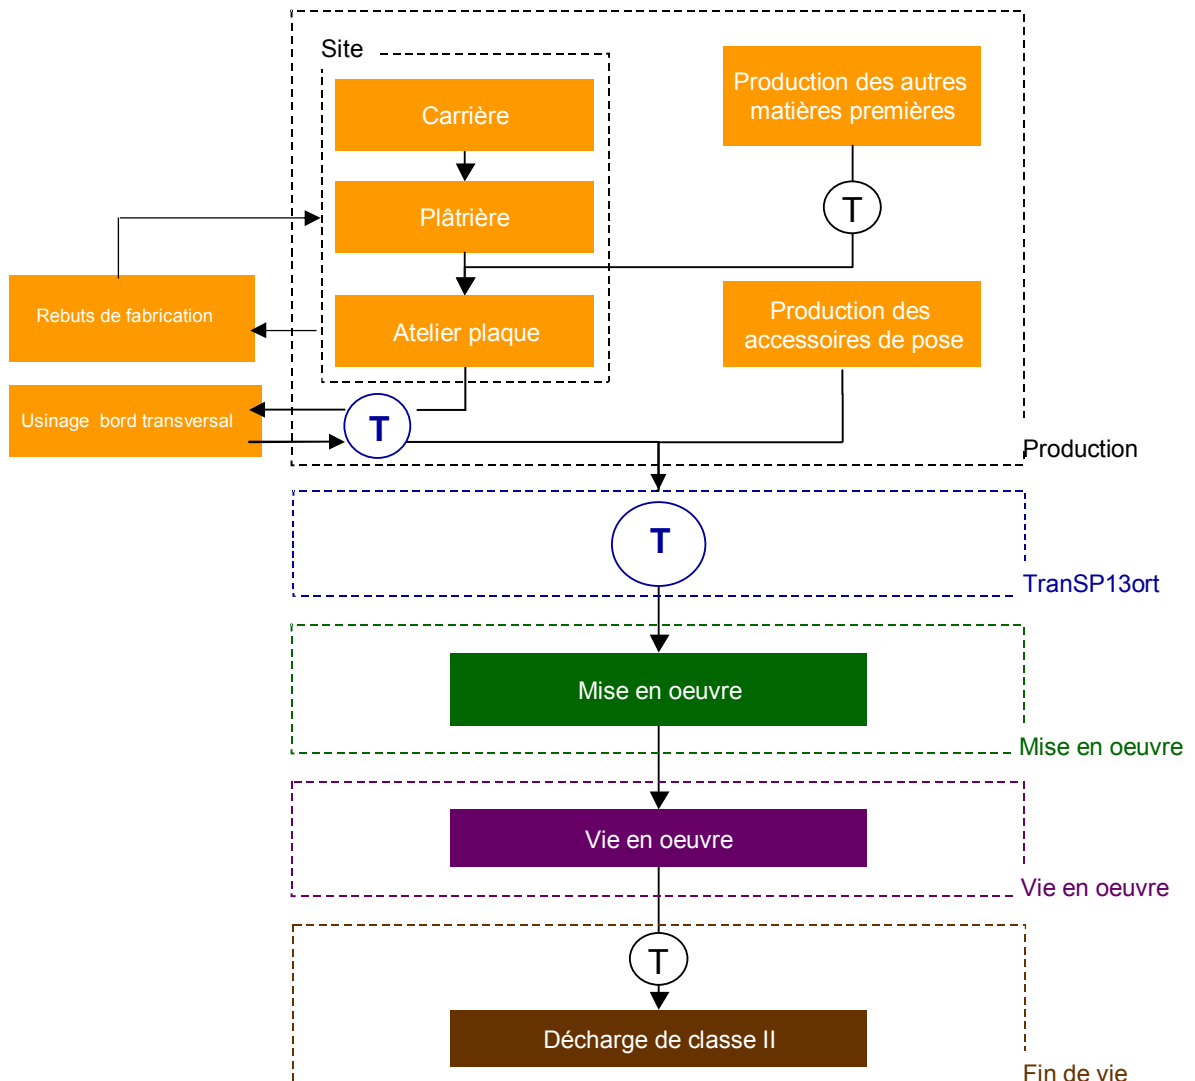 Site
Production des autres
matières premières
Carrière
T
Plâtrière
Rebuts de fabrication
Atelier plaque
Production des
accessoires de pose
Usinage bord transversal
T
Production
T
TranSP13ort
Mise en oeuvre
Mise en oeuvre
Vie en oeuvre
Vie en oeuvre
T
Décharge de classe II
Fin de vie